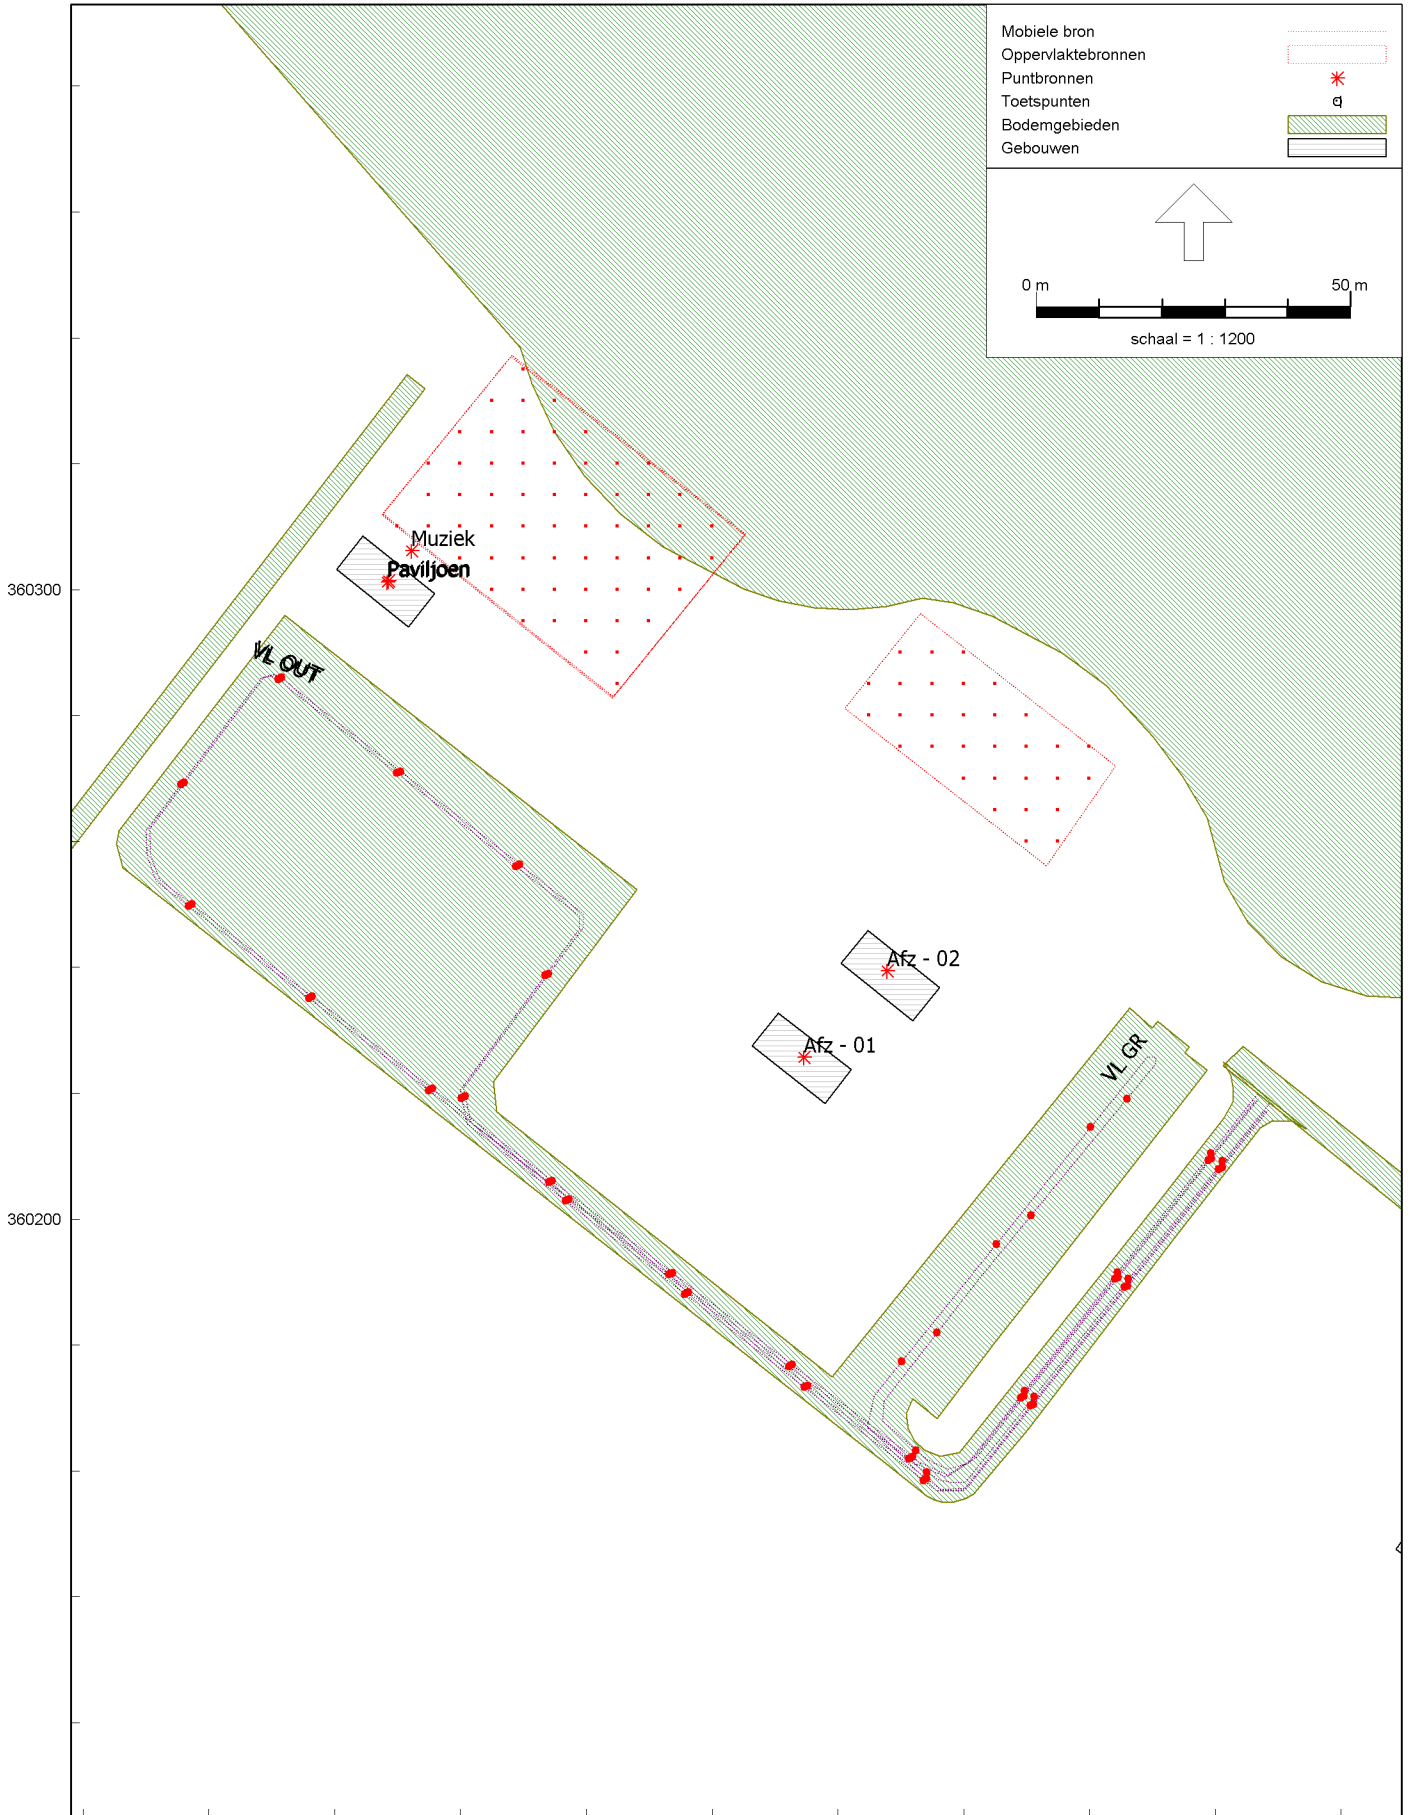 Mobiele bron
Oppervlaktebronnen
Puntbronnen
Toetspunten
Bodemgebieden
Gebouwen
0 m 50 m
schaal = 1 : 1200
Muziek
Paviljoen
360300
VL OUT
Afz - 02
Afz - 01
VL GR
360200